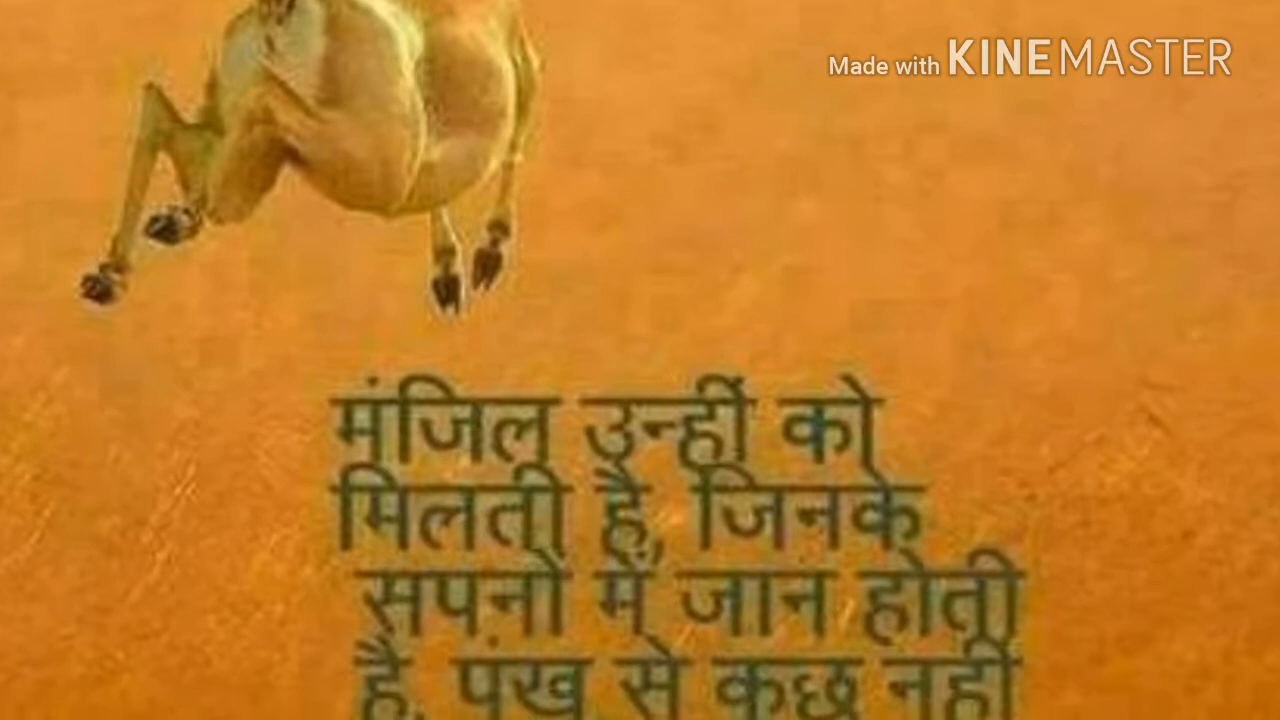 Made with KINEMASTER
मंजिल उन्हीं को
मिलती है, जिनके
सपनों में जान होती
है, पंख से कुछ नहीं